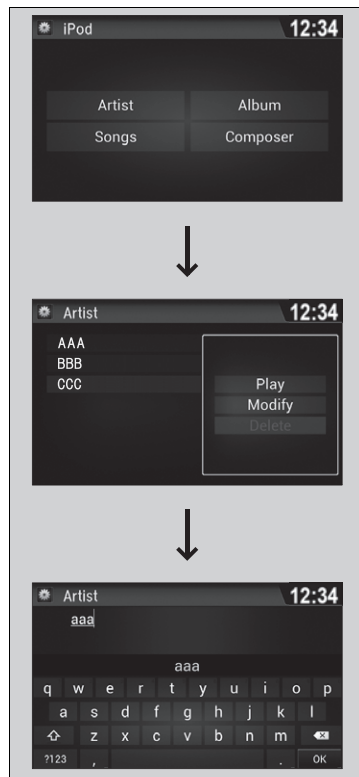 iPod 12:34
Artist Album
Songs Composer
Artist 12:34
AAA
BBB
CCC
Play
Modify
Delete
Artist 12:34
aaa
aaa
q w e r t y u i o p
a s d f g h j k l
z x c v b n m
?123 , . OK